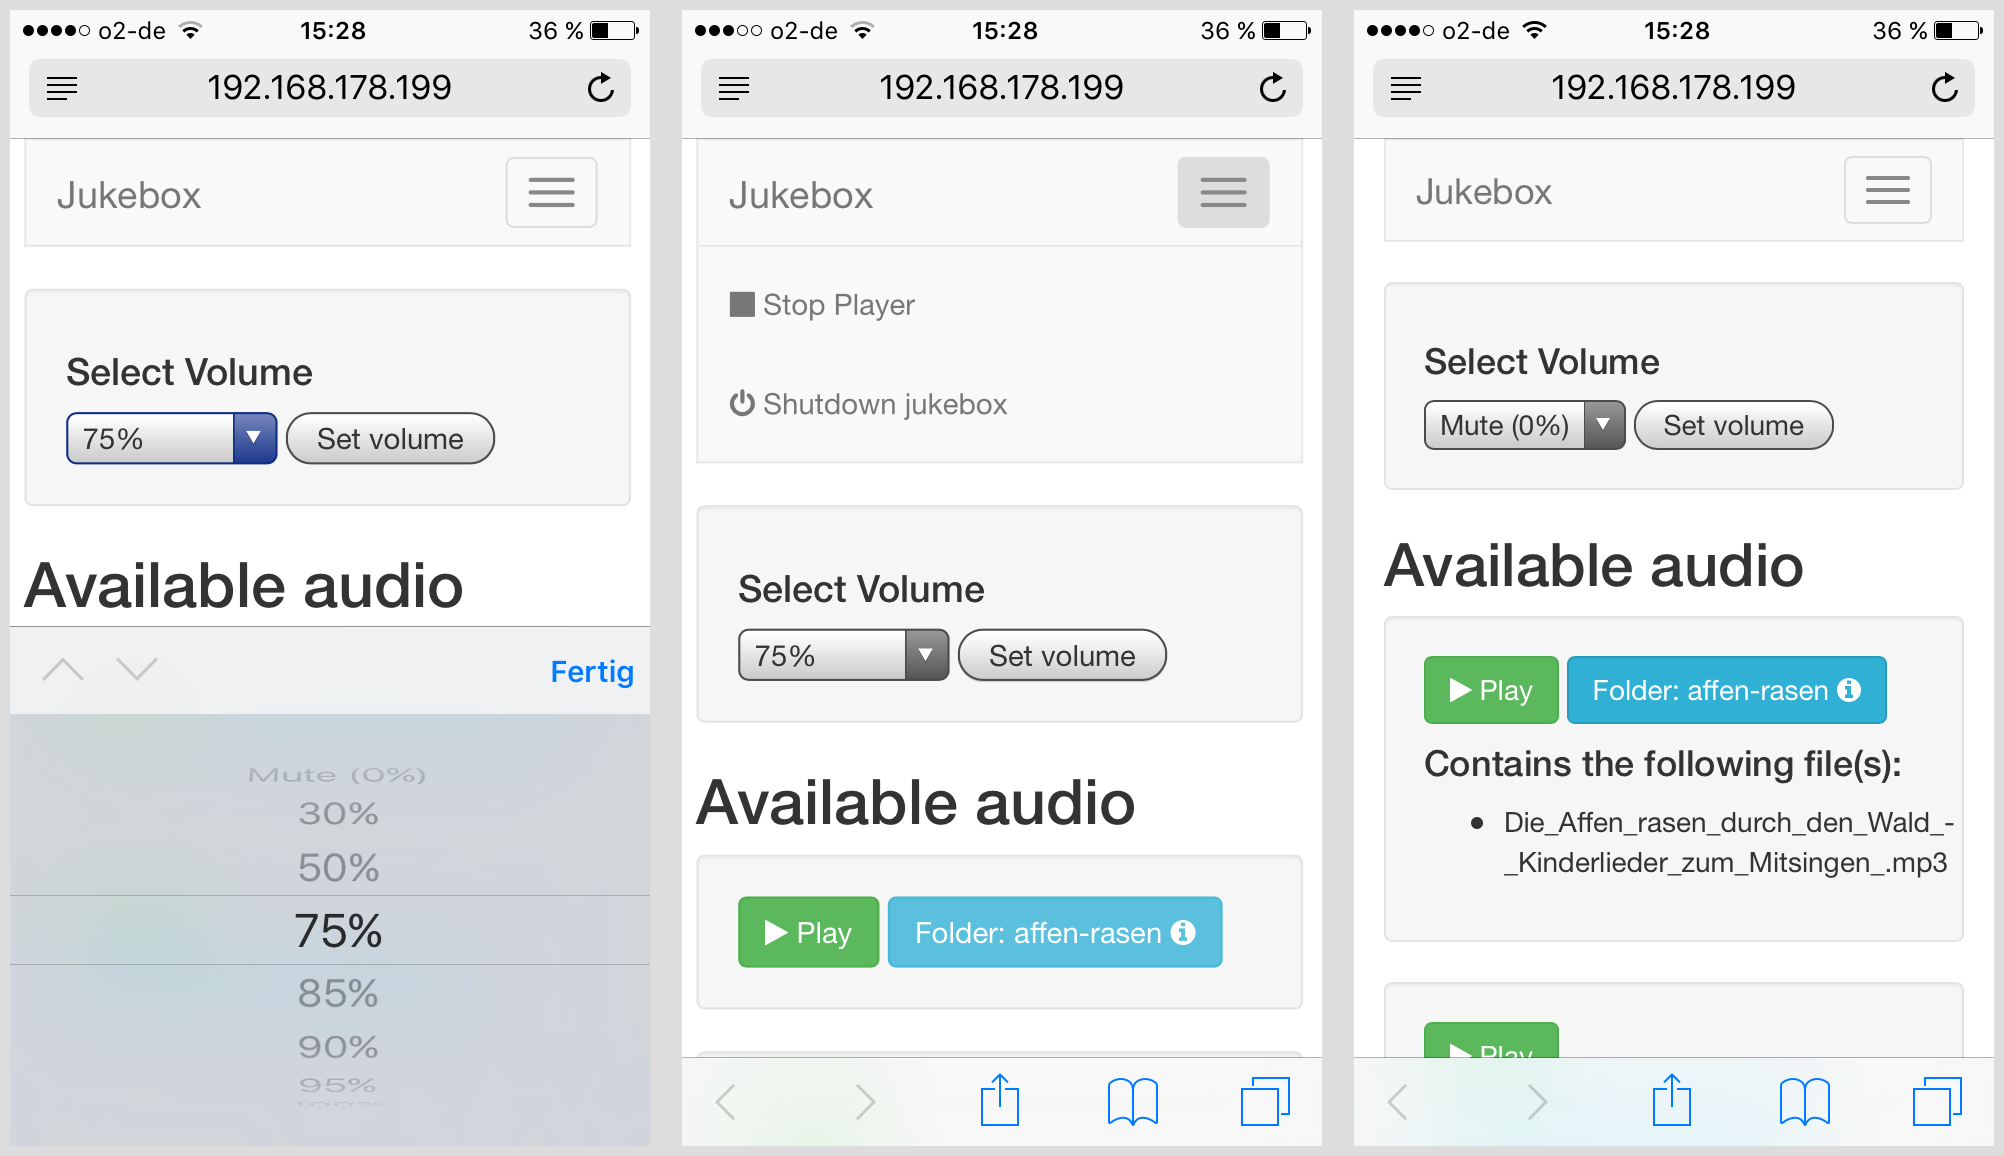 o2-de 15:28 36 %
192.168.178.199
Jukebox
Select Volume
75% Set volume
Available audio
Fertig
Mute (0%)
30%
50%
75%
85%
90%
95%
100%
o2-de 15:28 36 %
192.168.178.199
Jukebox
Stop Player
Shutdown jukebox
Select Volume
75% Set volume
Available audio
Play Folder: affen-rasen
o2-de 15:28 36 %
192.168.178.199
Jukebox
Select Volume
Mute (0%) Set volume
Available audio
Play Folder: affen-rasen
Contains the following file(s):
• Die_Affen_rasen_durch_den_Wald_-
_Kinderlieder_zum_Mitsingen_.mp3
Play